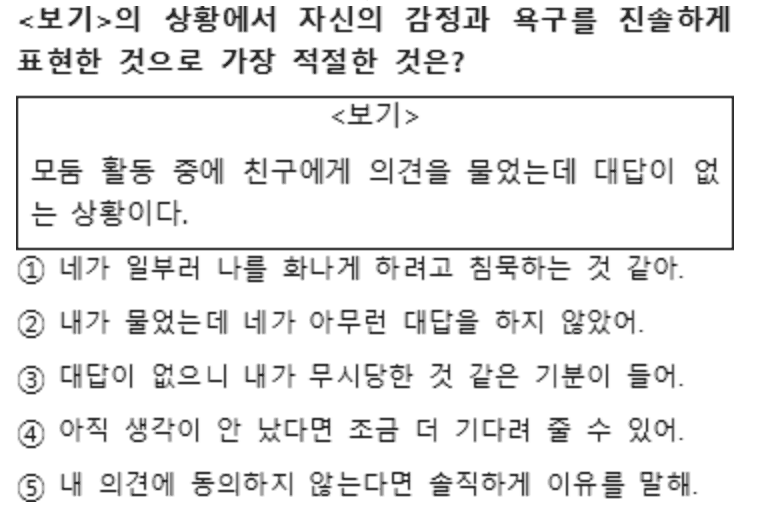 <보기>의 상황에서 자신의 감정과 욕구를 진솔하게
표현한 것으로 가장 적절한 것은?
<보기>
모둠 활동 중에 친구에게 의견을 물었는데 대답이 없
는 상황이다.
① 네가 일부러 나를 화나게 하려고 침묵하는 것 같아.
② 내가 물었는데 네가 아무런 대답을 하지 않았어.
③ 대답이 없으니 내가 무시당한 것 같은 기분이 들어.
④ 아직 생각이 안 났다면 조금 더 기다려 줄 수 있어.
⑤ 내 의견에 동의하지 않는다면 솔직하게 이유를 말해.